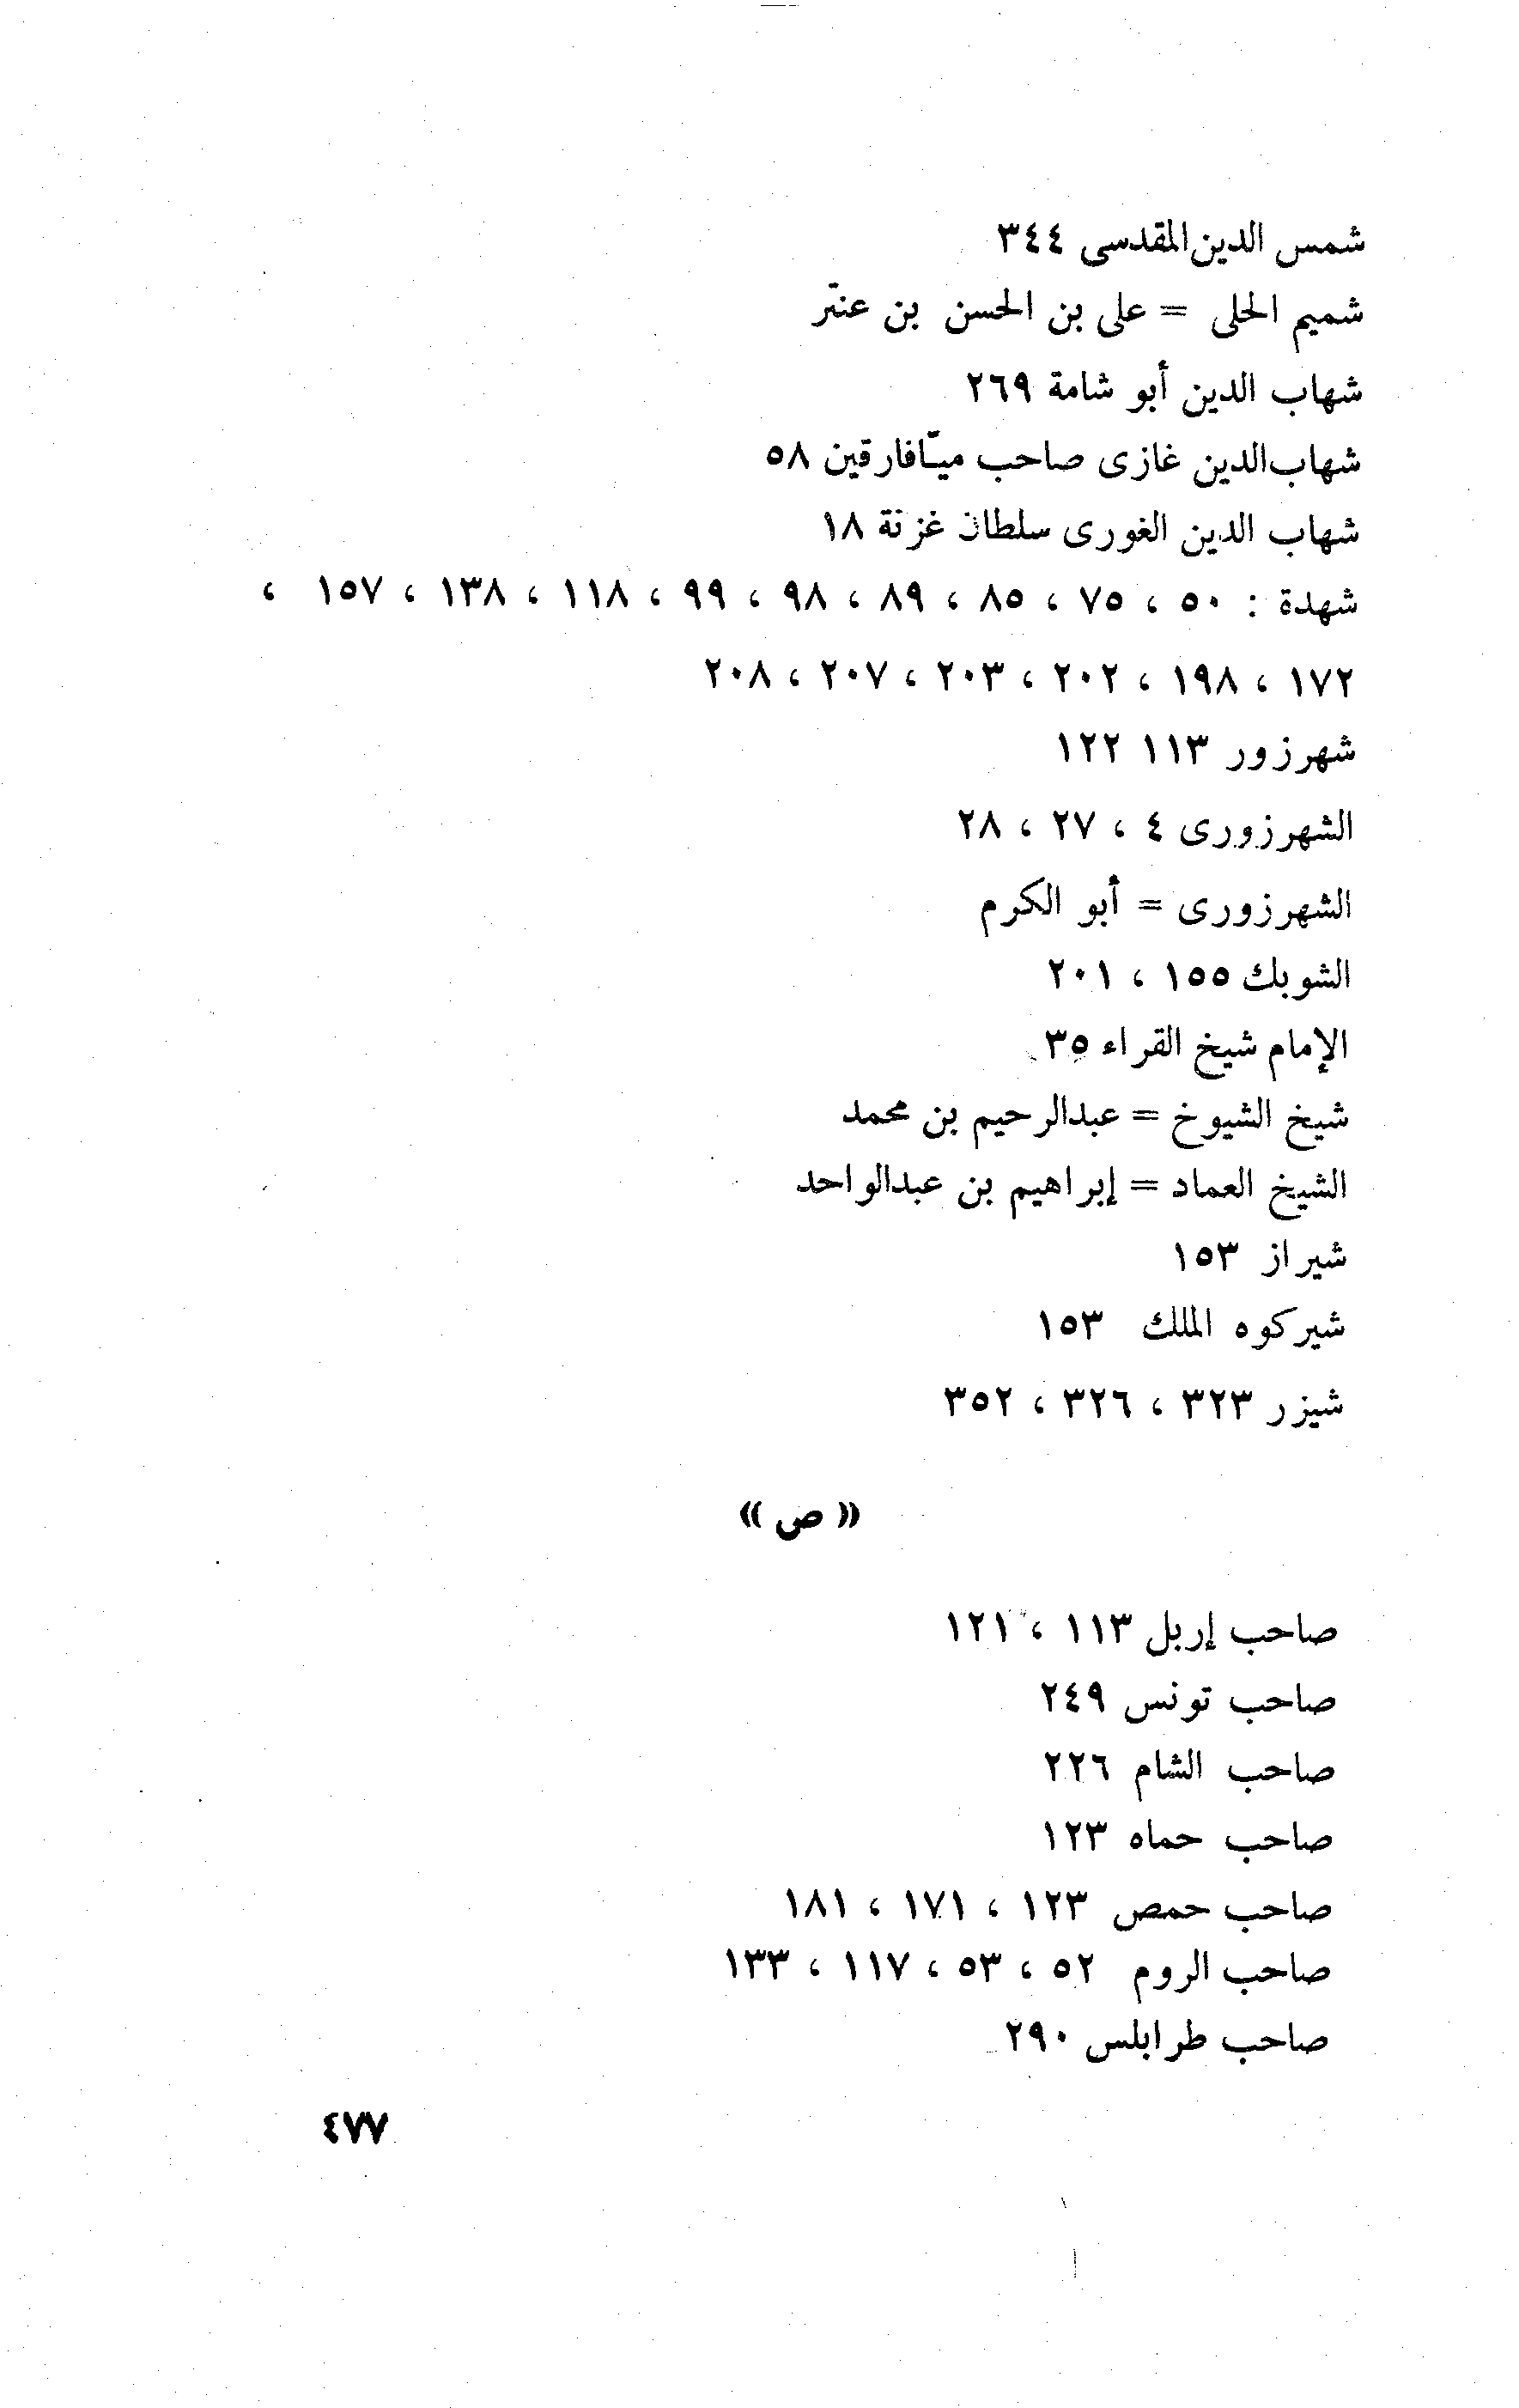 شمس الدين المقدسى ٣٤٤
شميم الحلى = على بن الحسن بن عنتر
شهاب الدين أبو شامة ٢٦٩
شهاب الدين غازى صاحب ميّافارقين ٥٨
شهاب الدين الغورى سلطان غزنة ١٨
شهدة : ٥٠ ، ٧٥ ، ٨٥ ، ٨٩ ، ٩٨ ، ٩٩ ، ١١٨ ، ١٣٨ ، ١٥٧ ،
١٧٢ ، ١٩٨ ، ٢٠٢ ، ٢٠٣ ، ٢٠٧ ، ٢٠٨
شهرزور ١١٣ ١٢٢
الشهرزورى ٤ ، ٢٧ ، ٢٨
الشهرزورى = أبو الكرم
الشوبك ١٥٥ ، ٢٠١
الإمام شيخ القراء ٣٥
شيخ الشيوخ = عبدالرحيم بن محمد
الشيخ العماد = إبراهيم بن عبدالواحد
شيراز ١٥٣
شيركوه الملك ١٥٣
شيزر ٣٢٣ ، ٣٢٦ ، ٣٥٢
« ص »
صاحب إربل ١١٣ ، ١٢١
صاحب تونس ٢٤٩
صاحب الشام ٢٢٦
صاحب حماه ١٢٣
صاحب حمص ١٢٣ ، ١٧١ ، ١٨١
صاحب الروم ٥٢ ، ٥٣ ، ١١٧ ، ١٣٣
صاحب طرابلس ٢٩٠
٤٧٧